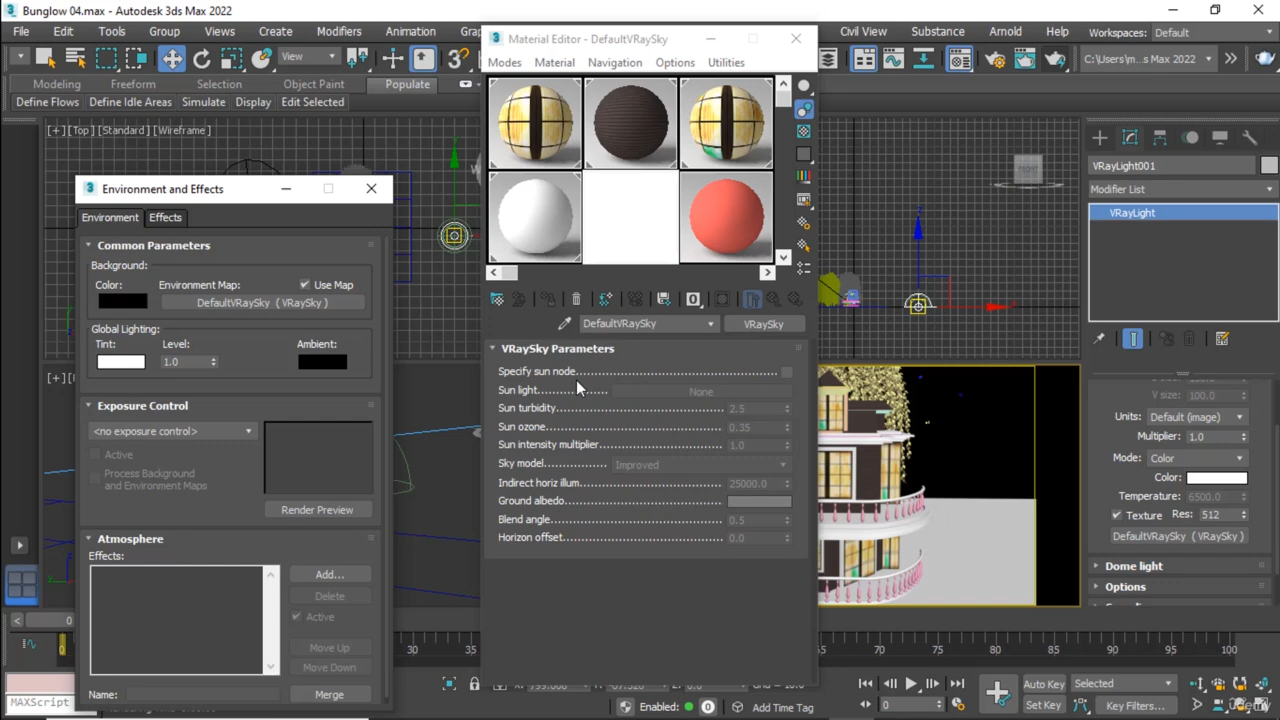 Bunglow 04.max - Autodesk 3ds Max 2022
File Edit Tools Group Views Create Modifiers Animation Civil View Substance Arnold Help Workspaces: Default
View C:\Users\m...s Max 2022
Modeling Freeform Selection Object Paint Populate
Define Flows Define Idle Areas Simulate Display Edit Selected
[+] [Top] [Standard] [Wireframe]
Material Editor - DefaultVRaySky
Modes Material Navigation Options Utilities
DefaultVRaySky VRaySky
VRaySky Parameters
Specify sun node
Sun light None
Sun turbidity 2.5
Sun ozone 0.35
Sun intensity multiplier 1.0
Sky model Improved
Indirect horiz illum 25000.0
Ground albedo
Blend angle 0.5
Horizon offset 0.0
Environment and Effects
Environment Effects
Common Parameters
Background:
Color: Environment Map: Use Map
DefaultVRaySky ( VRaySky )
Global Lighting:
Tint: Level: Ambient:
1.0
Exposure Control
<no exposure control>
Active
Process Background
and Environment Maps
Render Preview
Atmosphere
Effects:
Add...
Delete
Active
Move Up
Move Down
Name: Merge
VRayLight001
Modifier List
VRayLight
V size: 100.0
Units: Default (image)
Multiplier: 1.0
Mode: Color
Color:
Temperature: 6500.0
Texture Res: 512
DefaultVRaySky ( VRaySky )
Dome light
Options
0
0 30 35 65 70 75 80 85 90 95 100
MAXScript
Enabled: 0 Add Time Tag
0
Auto Key Selected
Set Key Key Filters...
Udemy